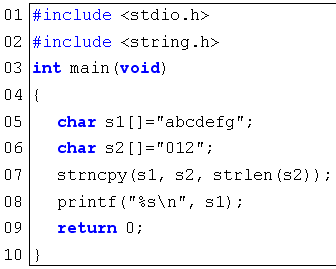 01 #include <stdio.h>
02 #include <string.h>
03 int main(void)
04 {
05 char s1[]="abcdefg";
06 char s2[]="012";
07 strncpy(s1, s2, strlen(s2));
08 printf("%s\n", s1);
09 return 0;
10 }